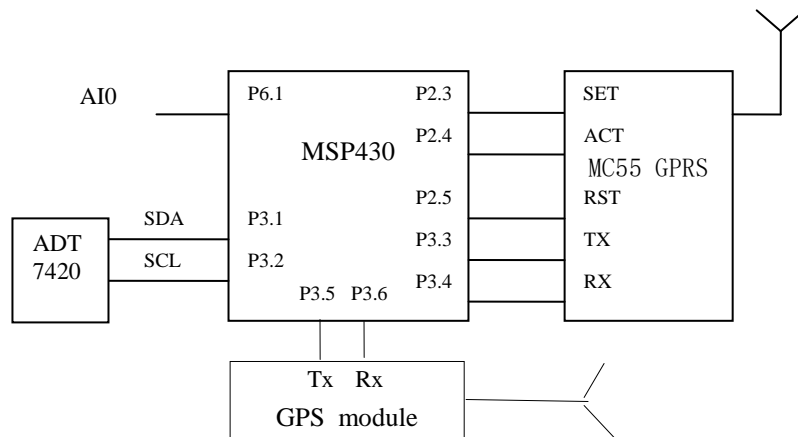 AI0
P6.1
P2.3
SET
MSP430
P2.4
ACT
MC55 GPRS
P2.5
RST
SDA
P3.1
P3.3
TX
ADT
7420
SCL
P3.2
P3.4
RX
P3.5 P3.6
Tx Rx
GPS module